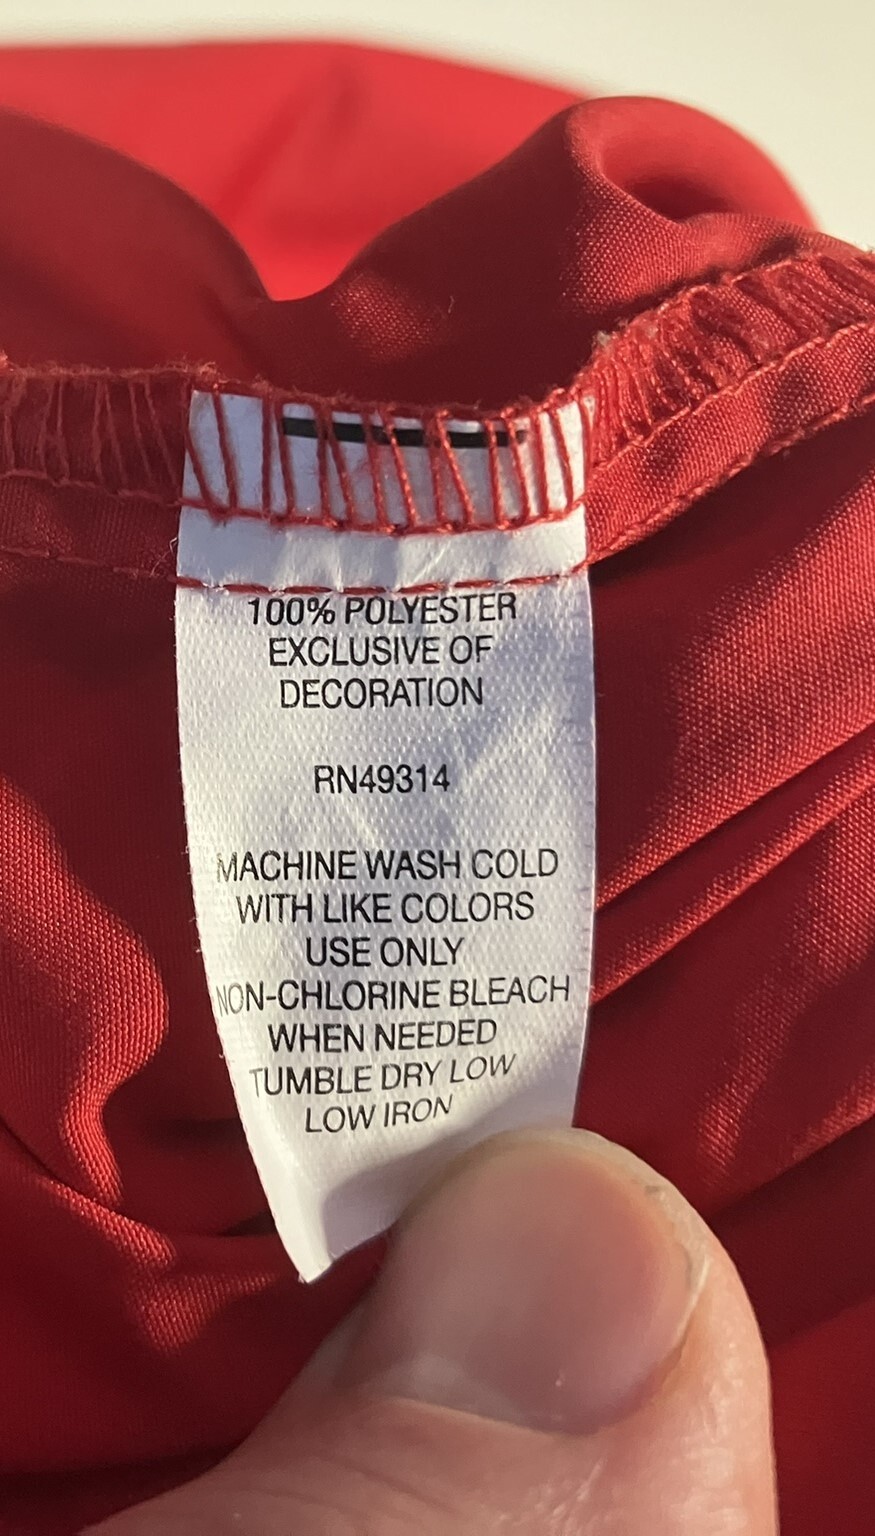 100% POLYESTER
EXCLUSIVE OF
DECORATION
RN49314
MACHINE WASH COLD
WITH LIKE COLORS
USE ONLY
NON-CHLORINE BLEACH
WHEN NEEDED
TUMBLE DRY LOW
LOW IRON